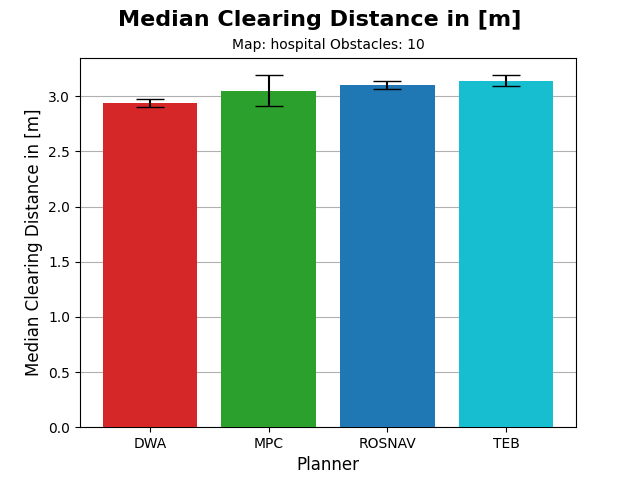 Median Clearing Distance in [m]
Map: hospital Obstacles: 10
Median Clearing Distance in [m]
3.0
2.5
2.0
1.5
1.0
0.5
0.0
DWA
MPC
ROSNAV
TEB
Planner